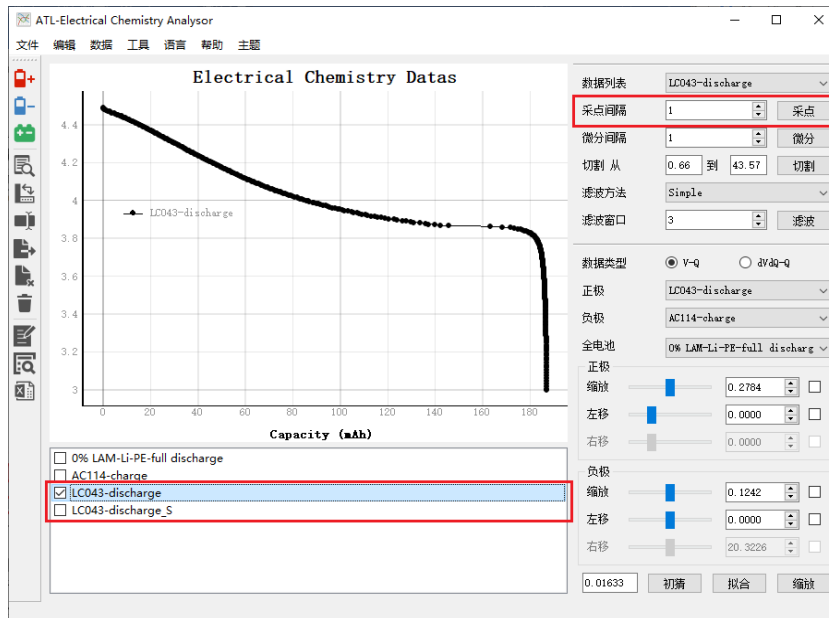 ATL-Electrical Chemistry Analysor
文件 编辑 数据 工具 语言 帮助 主题
Electrical Chemistry Datas
4.4
4.2
4
3.8
3.6
3.4
3.2
3
LC043-discharge
0 20 40 60 80 100 120 140 160 180
Capacity (mAh)
0% LAM-Li-PE-full discharge
AC114-charge
LC043-discharge
LC043-discharge_S
数据列表 LC043-discharge
采点间隔 1 采点
微分间隔 1 微分
切割 从 0.66 到 43.57 切割
滤波方法 Simple
滤波窗口 3 滤波
数据类型 V-Q dVdQ-Q
正极 LC043-discharge
负极 AC114-charge
全电池 0% LAM-Li-PE-full discharg
正极
缩放 0.2784
左移 0.0000
右移 0.0000
负极
缩放 0.1242
左移 0.0000
右移 20.3226
0.01633 初猜 拟合 缩放